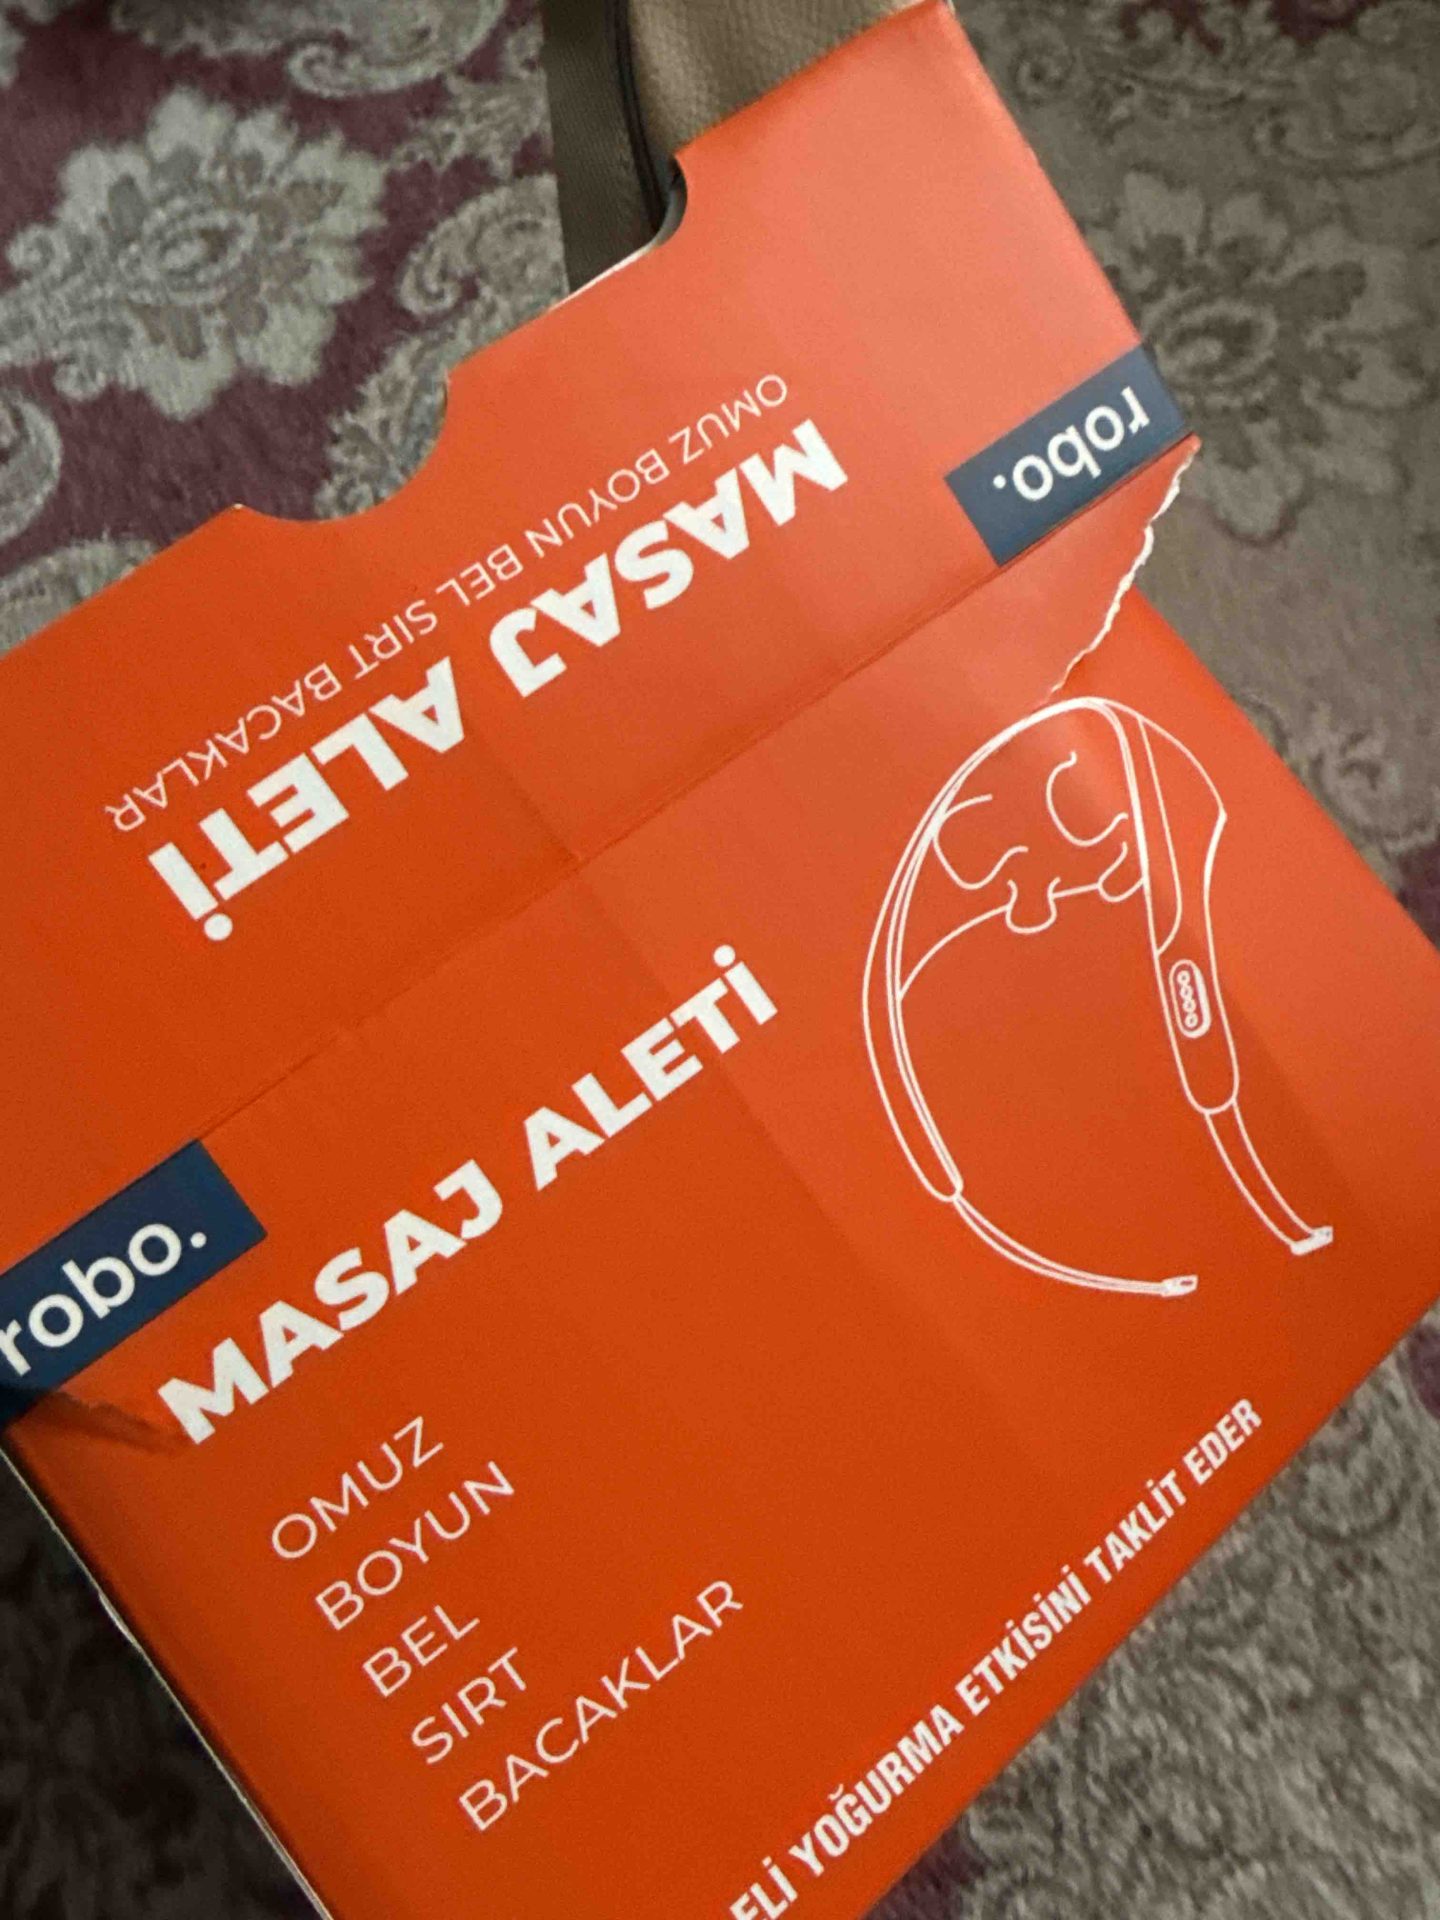 robo.
MASAJ ALETİ
OMUZ BOYUN BEL SIRT BACAKLAR
robo.
MASAJ ALETİ
OMUZ
BOYUN
BEL
SIRT
BACAKLAR
ELİ YOĞURMA ETKİSİNİ TAKLİT EDER